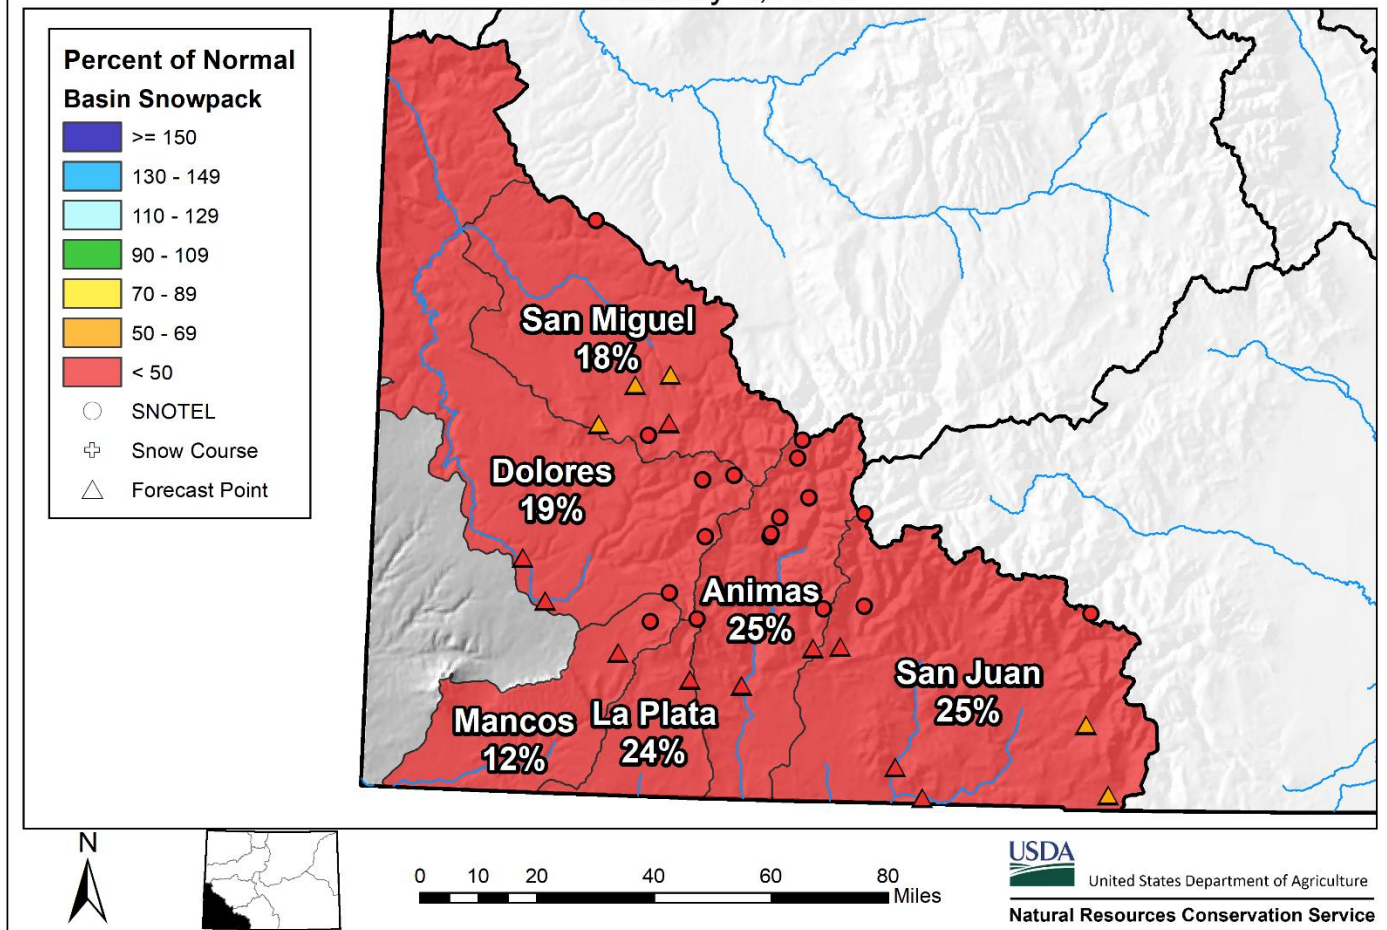 Percent of Normal
Basin Snowpack
>= 150
130 - 149
110 - 129
90 - 109
70 - 89
50 - 69
< 50
SNOTEL
Snow Course
Forecast Point
San Miguel
18%
Dolores
19%
Animas
25%
San Juan
25%
Mancos
12%
La Plata
24%
N
0 10 20 40 60 80
Miles
USDA
United States Department of Agriculture
Natural Resources Conservation Service